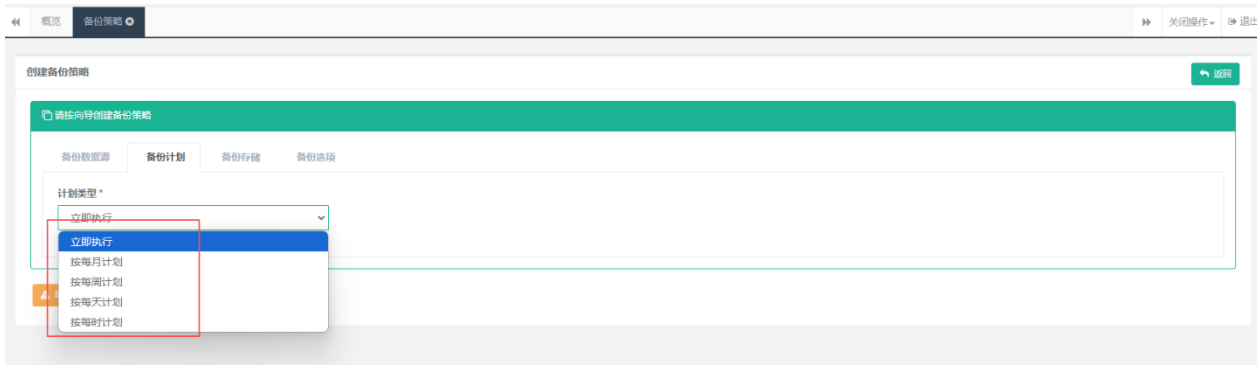 概览 备份策略 关闭操作 退出
创建备份策略 返回
请按向导创建备份策略
备份数据源 备份计划 备份存储 备份选项
计划类型 *
立即执行
立即执行
按每月计划
按每周计划
按每天计划
按每时计划